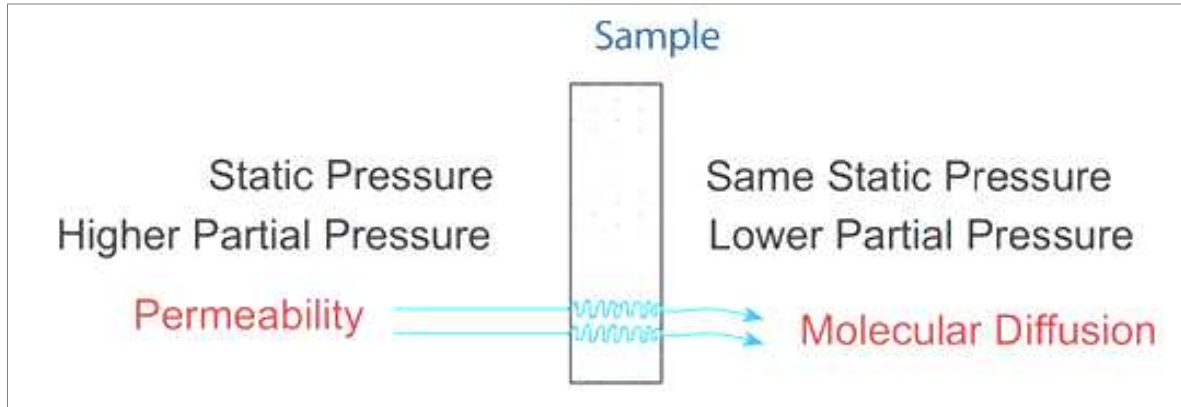 Sample
Static Pressure
Higher Partial Pressure
Same Static Pressure
Lower Partial Pressure
Permeability
Molecular Diffusion